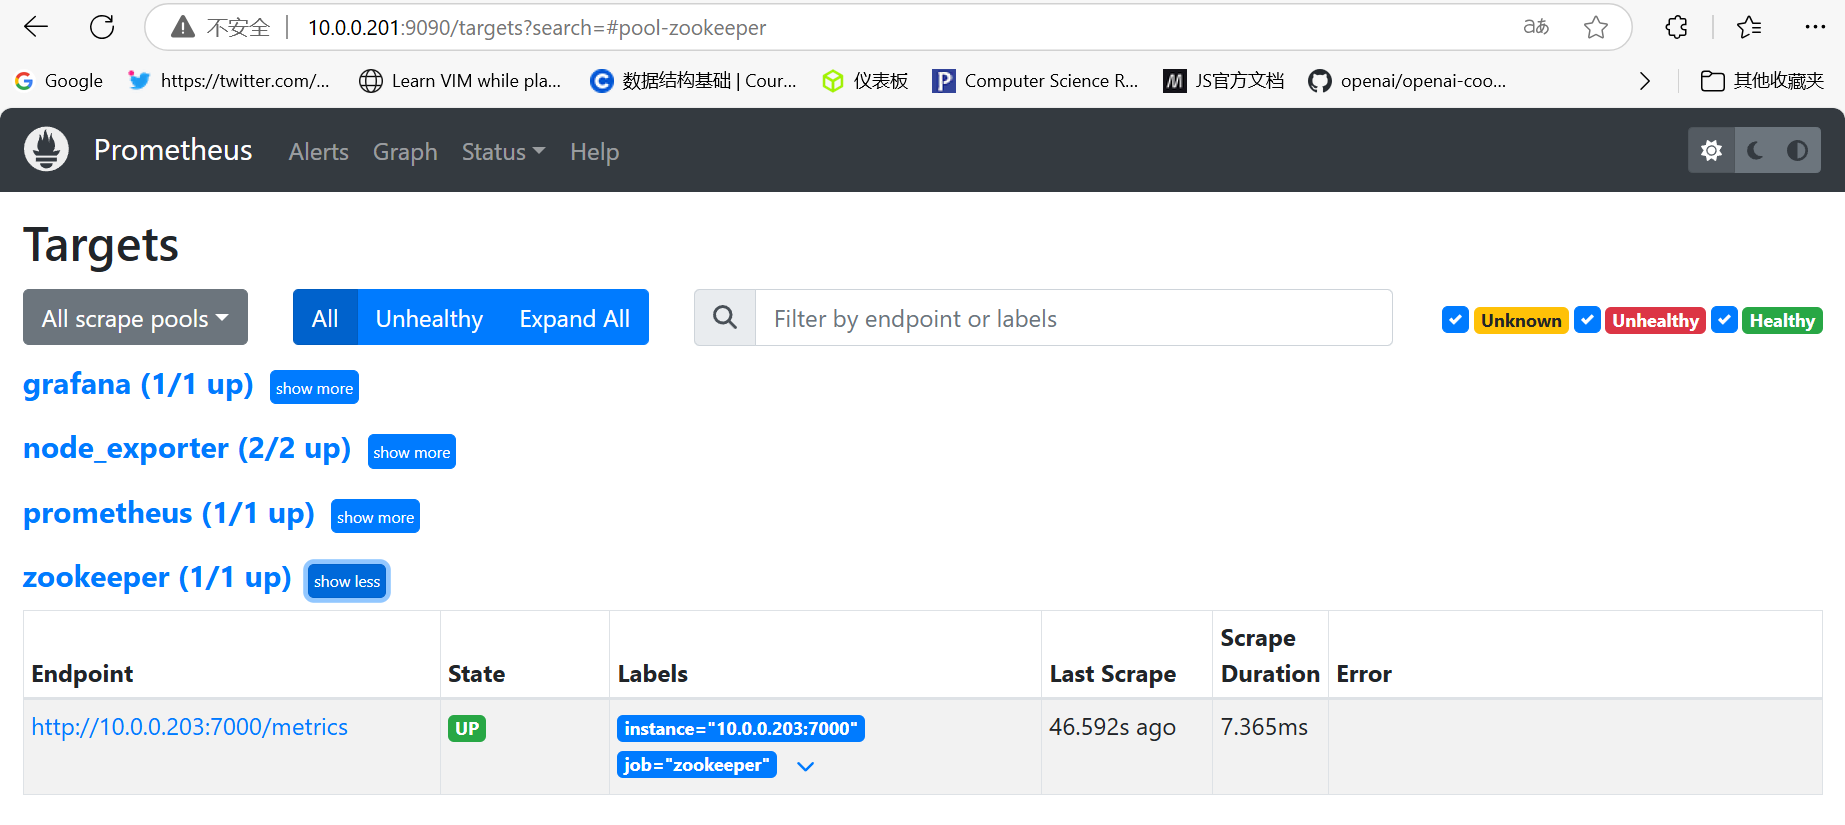 不安全 10.0.0.201:9090/targets?search=#pool-zookeeper aあ
Google https://twitter.com/... Learn VIM while pla... 数据结构基础 | Cour... 仪表板 Computer Science R... JS官方文档 openai/openai-coo... 其他收藏夹
Prometheus Alerts Graph Status Help
Targets
All scrape pools All Unhealthy Expand All Filter by endpoint or labels Unknown Unhealthy Healthy
grafana (1/1 up) show more
node_exporter (2/2 up) show more
prometheus (1/1 up) show more
zookeeper (1/1 up) show less
Endpoint State Labels Last Scrape Scrape Duration Error
http://10.0.0.203:7000/metrics UP instance="10.0.0.203:7000" 46.592s ago 7.365ms
job="zookeeper"